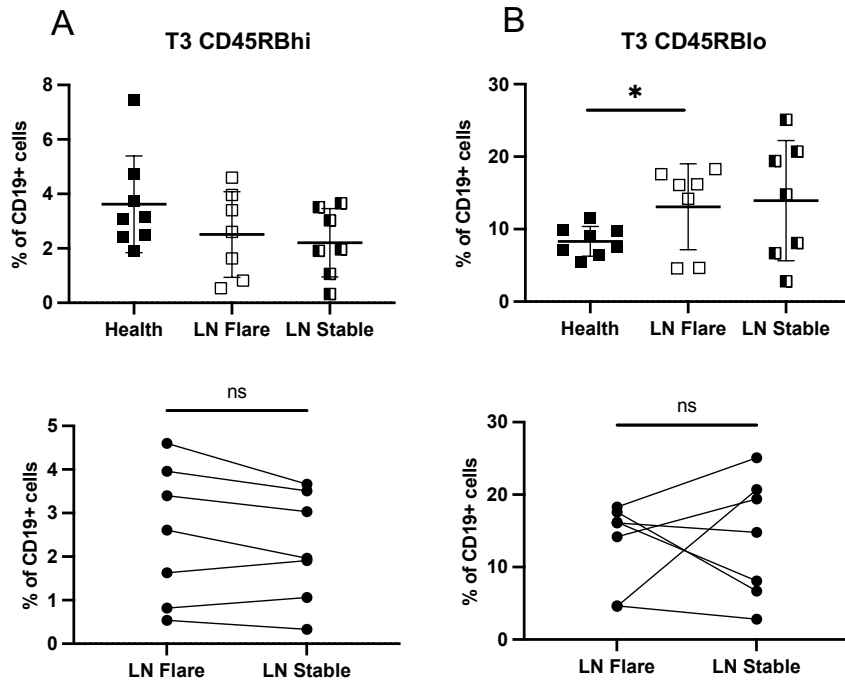 A
T3 CD45RBhi
% of CD19+ cells
8
6
4
2
0
Health LN Flare LN Stable
B
T3 CD45RBlo
% of CD19+ cells
30
20
10
0
*
Health LN Flare LN Stable
ns
% of CD19+ cells
5
4
3
2
1
0
LN Flare LN Stable
ns
% of CD19+ cells
30
20
10
0
LN Flare LN Stable